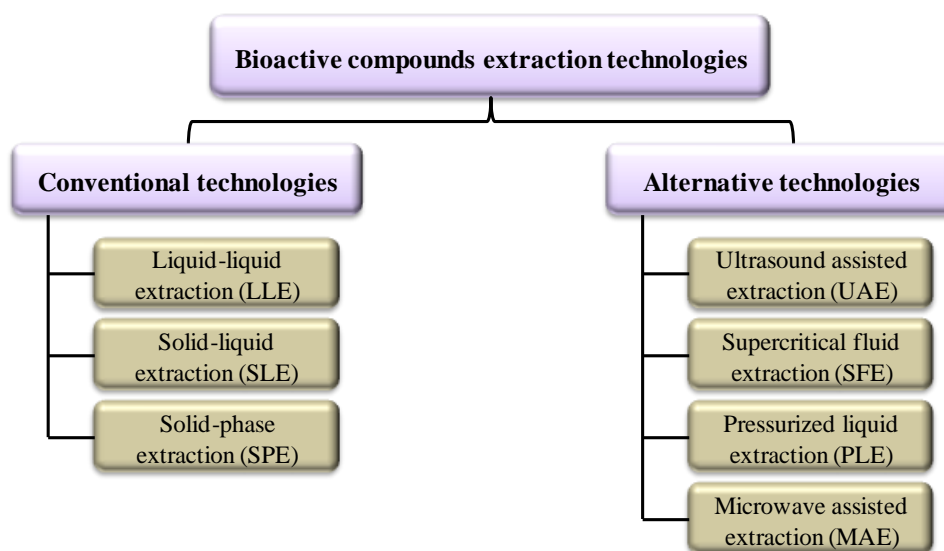 Bioactive compounds extraction technologies
Conventional technologies
Liquid-liquid
extraction (LLE)
Solid-liquid
extraction (SLE)
Solid-phase
extraction (SPE)
Alternative technologies
Ultrasound assisted
extraction (UAE)
Supercritical fluid
extraction (SFE)
Pressurized liquid
extraction (PLE)
Microwave assisted
extraction (MAE)